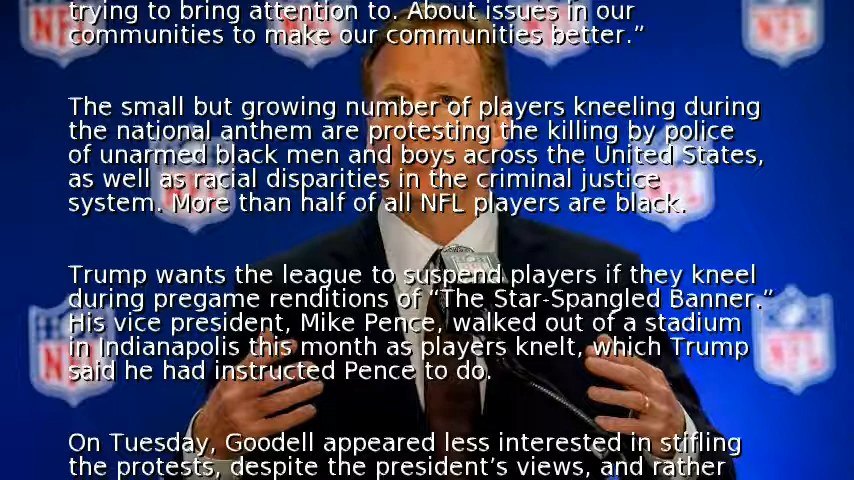 trying to bring attention to. About issues in our
communities to make our communities better.”
The small but growing number of players kneeling during
the national anthem are protesting the killing by police
of unarmed black men and boys across the United States,
as well as racial disparities in the criminal justice
system. More than half of all NFL players are black.
Trump wants the league to suspend players if they kneel
during pregame renditions of “The Star-Spangled Banner.”
His vice president, Mike Pence, walked out of a stadium
in Indianapolis this month as players knelt, which Trump
said he had instructed Pence to do.
On Tuesday, Goodell appeared less interested in stifling
the protests, despite the president’s views, and rather
NFL
NFL
NFL
NFL
NFL
NFL